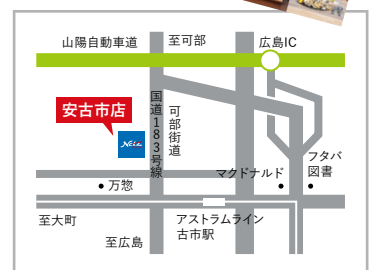 山陽自動車道
至可部
広島IC
安古市店
Netz
国道183号線
可部街道
フタバ
図書
マクドナルド
万惣
至大町
アストラムライン
古市駅
至広島